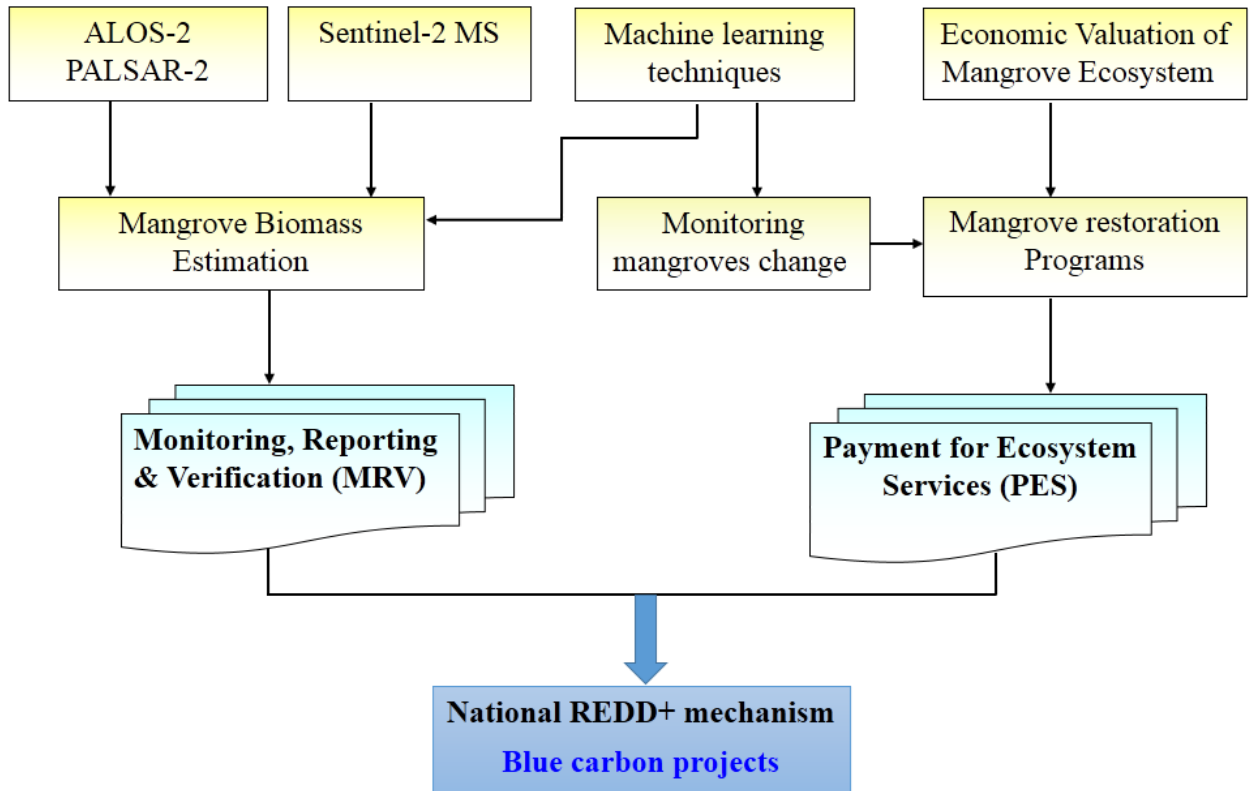 ALOS-2
PALSAR-2
Sentinel-2 MS
Machine learning
techniques
Economic Valuation of
Mangrove Ecosystem
Mangrove Biomass
Estimation
Monitoring
mangroves change
Mangrove restoration
Programs
Monitoring, Reporting
& Verification (MRV)
Payment for Ecosystem
Services (PES)
National REDD+ mechanism
Blue carbon projects